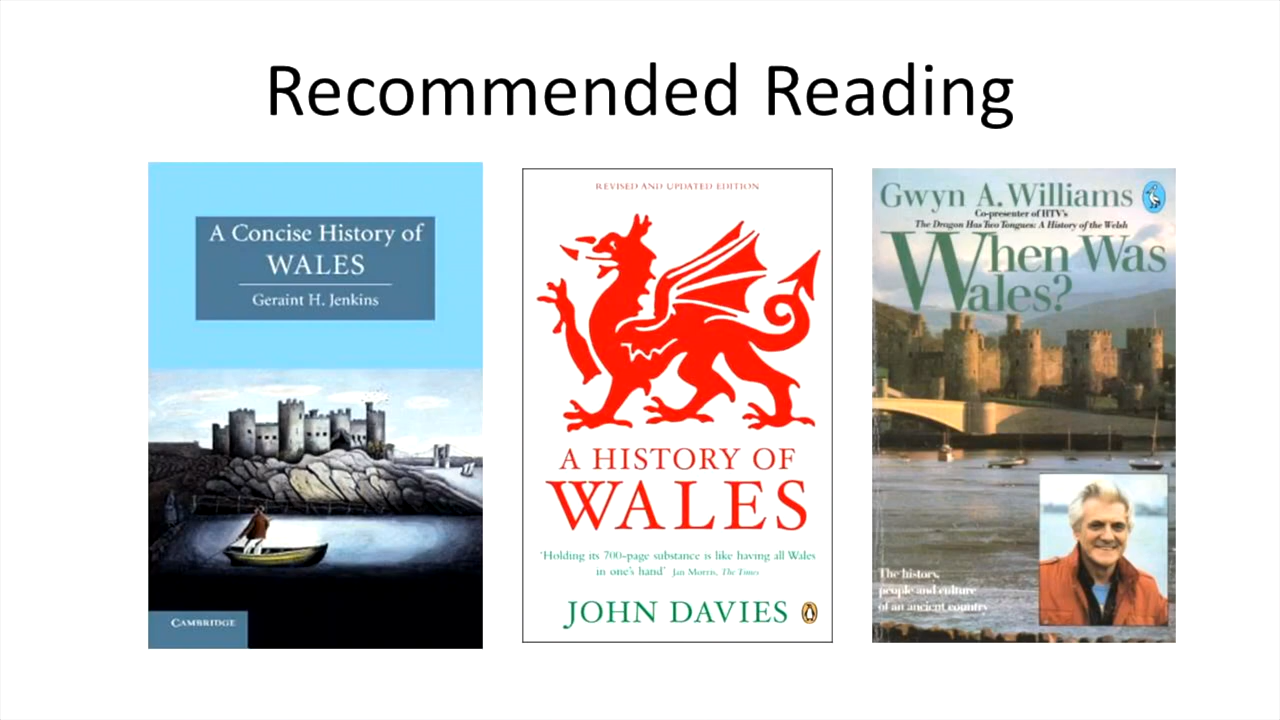 Recommended Reading
A Concise History of
WALES
Geraint H. Jenkins
CAMBRIDGE
REVISED AND UPDATED EDITION
A HISTORY OF
WALES
'Holding its 700-page substance is like having all Wales
in one's hand' Jan Morris, The Times
JOHN DAVIES
Gwyn A. Williams
Co-presenter of HTV's
The Dragon Has Two Tongues: A History of the Welsh
When Was
Wales?
The history,
people and culture
of an ancient country